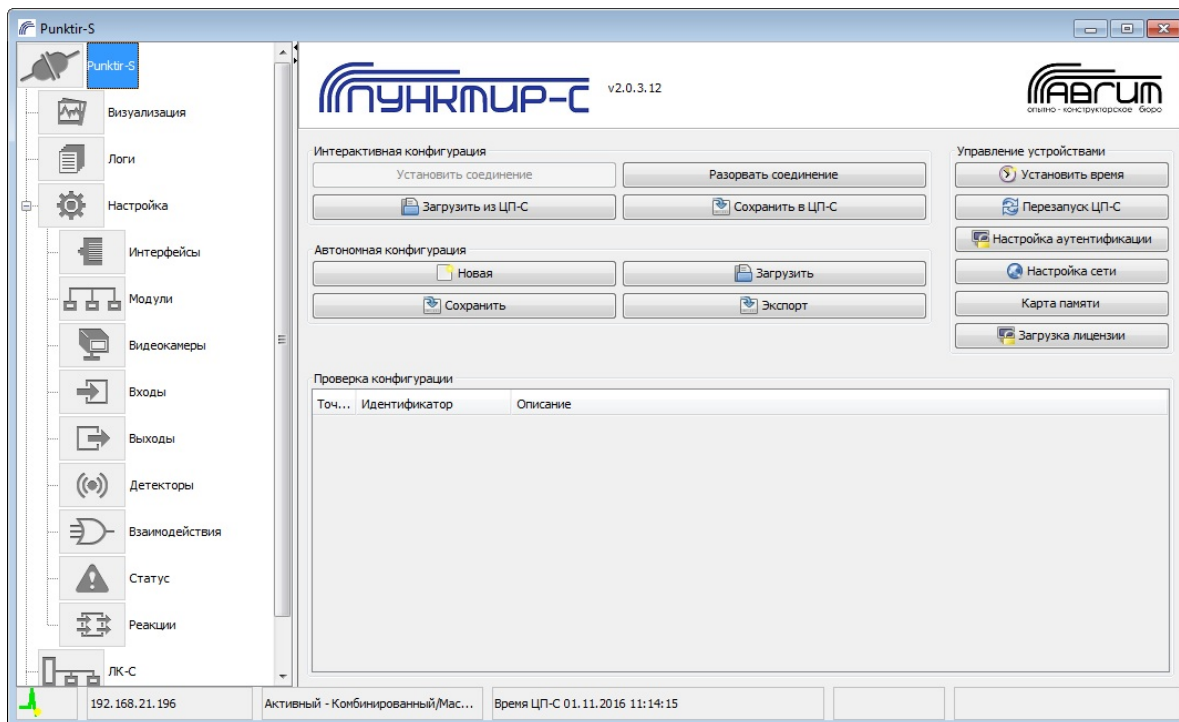 Punktir-S
Punktir-S
Визуализация
Логи
Настройка
Интерфейсы
Модули
Видеокамеры
Входы
Выходы
Детекторы
Взаимодействия
Статус
Реакции
ЛК-С
ПУНКТИР-С
v2.0.3.12
АВГИТ
опытно - конструкторское бюро
Интерактивная конфигурация
Установить соединение
Разорвать соединение
Загрузить из ЦП-С
Сохранить в ЦП-С
Автономная конфигурация
Новая
Загрузить
Сохранить
Экспорт
Управление устройствами
Установить время
Перезапуск ЦП-С
Настройка аутентификации
Настройка сети
Карта памяти
Загрузка лицензии
Проверка конфигурации
Точ... Идентификатор Описание
192.168.21.196 Активный - Комбинированный/Мас... Время ЦП-С 01.11.2016 11:14:15